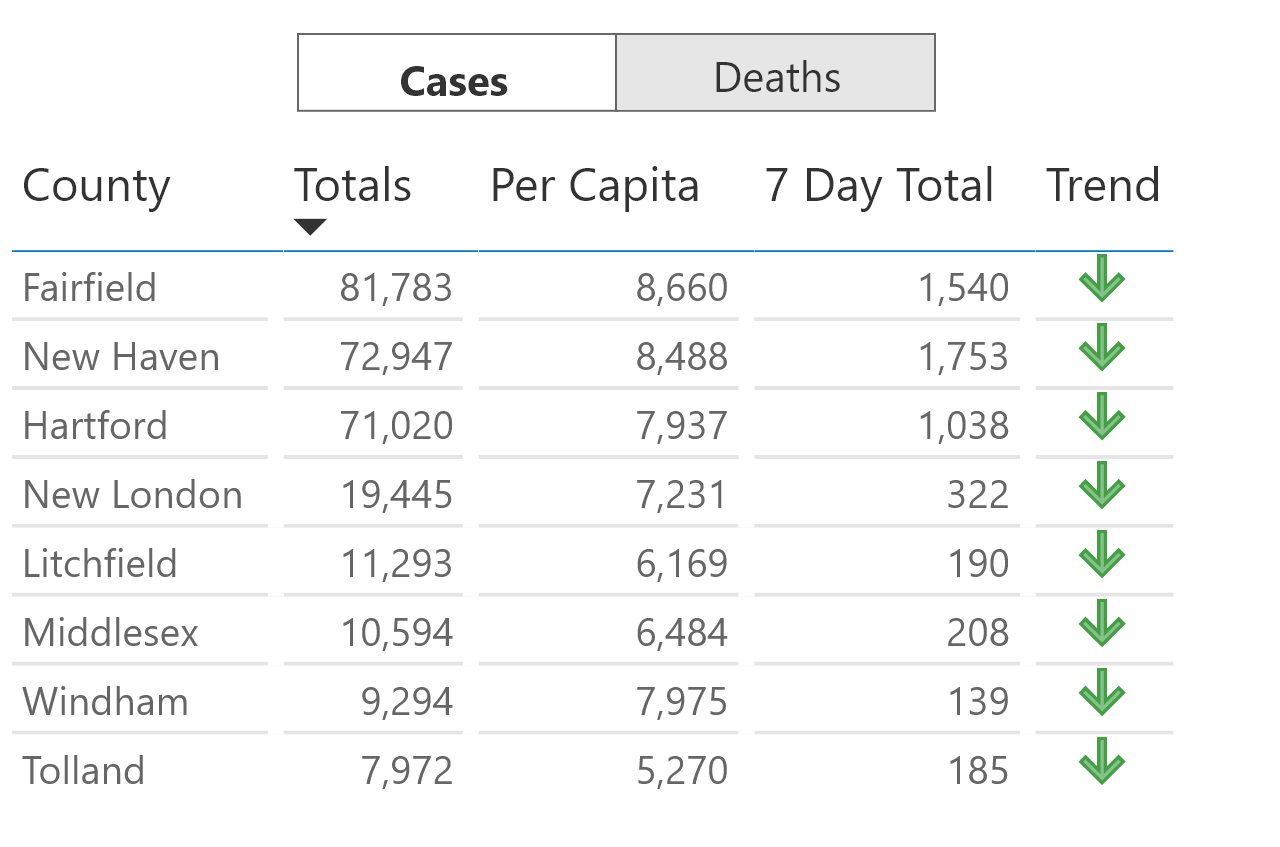 Cases Deaths
County Totals Per Capita 7 Day Total Trend
Fairfield 81,783 8,660 1,540
New Haven 72,947 8,488 1,753
Hartford 71,020 7,937 1,038
New London 19,445 7,231 322
Litchfield 11,293 6,169 190
Middlesex 10,594 6,484 208
Windham 9,294 7,975 139
Tolland 7,972 5,270 185